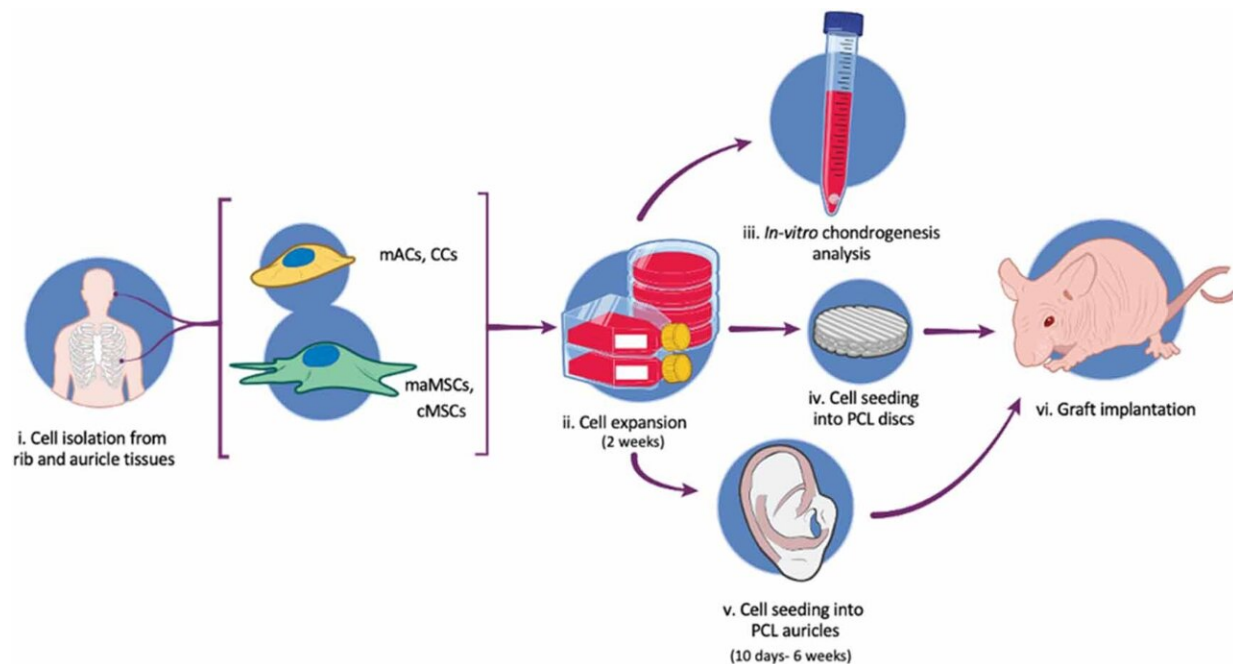 i. Cell isolation from
rib and auricle tissues
mACs, CCs
maMSCs,
cMSCs
ii. Cell expansion
(2 weeks)
iii. In-vitro chondrogenesis
analysis
iv. Cell seeding
into PCL discs
v. Cell seeding into
PCL auricles
(10 days- 6 weeks)
vi. Graft implantation